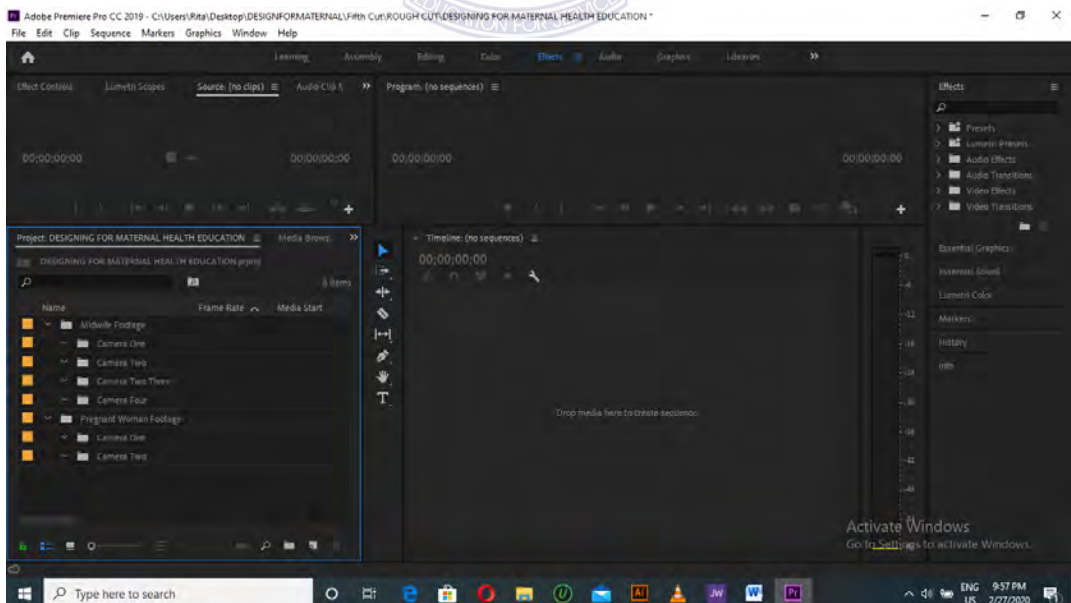 Adobe Premiere Pro CC 2019 - C:\Users\Rita\Desktop\DESIGNFORMATERNAL\Fifth Cut\ROUGH CUT\DESIGNING FOR MATERNAL HEALTH EDUCATION *
File Edit Clip Sequence Markers Graphics Window Help
Learning Assembly Editing Color Effects Audio Graphics Libraries
Effect Controls Lumetri Scopes Source: (no clips) Audio Clip
Program: (no sequences)
Effects
00;00;00;00 00;00;00;00
00;00;00;00 00;00;00;00
Presets
Lumetri Presets
Audio Effects
Audio Transitions
Video Effects
Video Transitions
Essential Graphics
Essential Sound
Lumetri Color
Markers
History
Info
Project: DESIGNING FOR MATERNAL HEALTH EDUCATION Media Brows
DESIGNING FOR MATERNAL HEALTH EDUCATION.prproj
8 Items
Name Frame Rate Media Start
Midwife Footage
Camera One
Camera Two
Camera Two Three
Camera Four
Pregnant Woman Footage
Camera One
Camera Two
Timeline: (no sequences)
00;00;00;00
Drop media here to create sequence.
Activate Windows
Go to Settings to activate Windows.
Type here to search
ENG
US
9:57 PM
2/27/2020